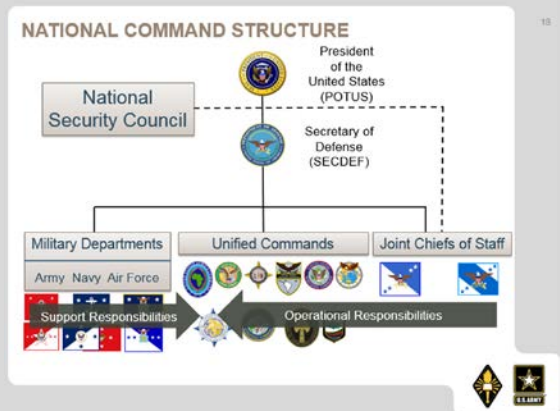 NATIONAL COMMAND STRUCTURE
18
President
of the
United States
(POTUS)
National
Security Council
Secretary of
Defense
(SECDEF)
Military Departments
Unified Commands
Joint Chiefs of Staff
Army Navy Air Force
Support Responsibilities
Operational Responsibilities
U.S.ARMY